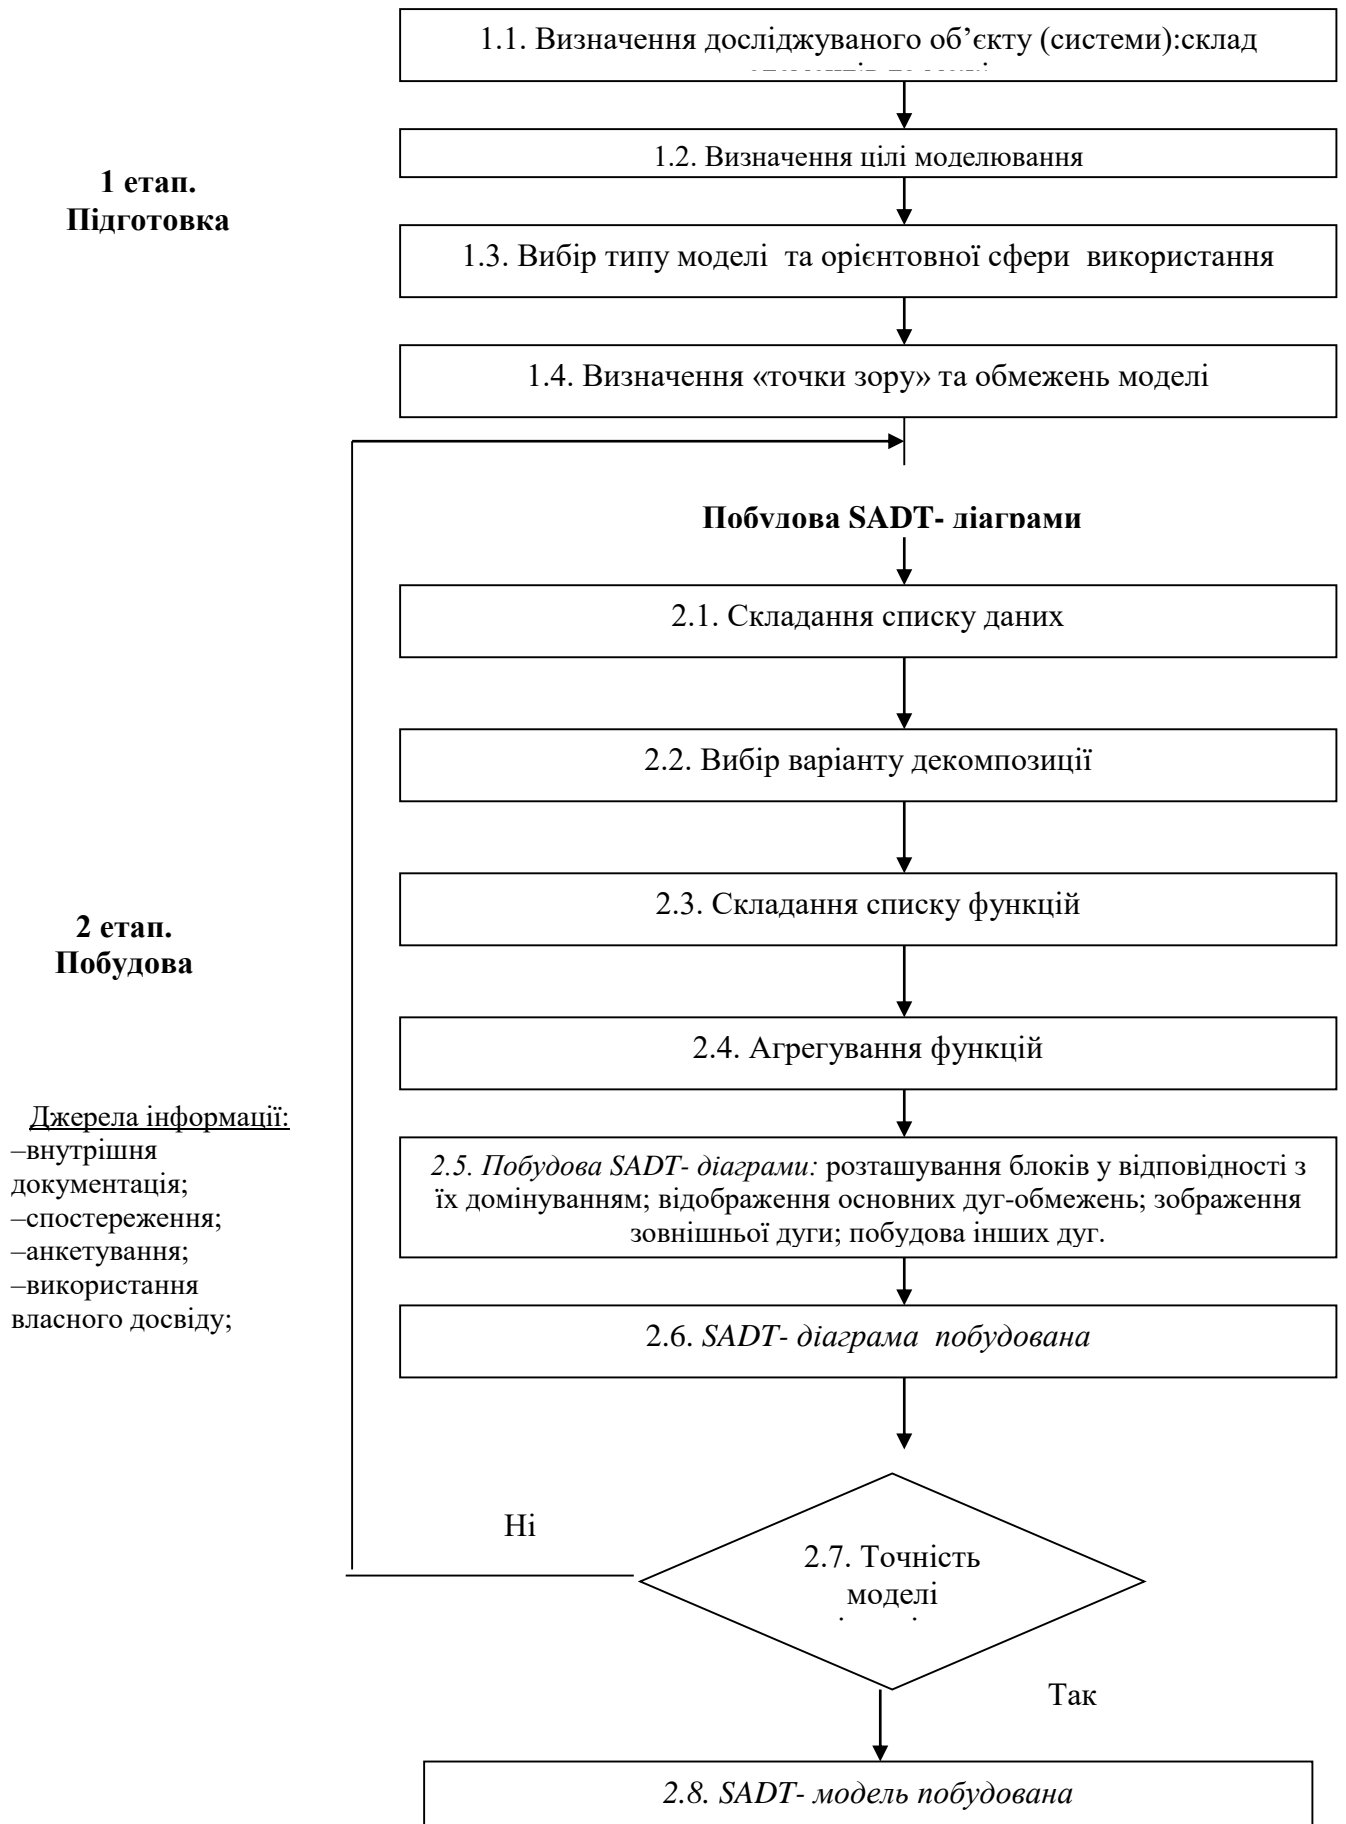 1.1. Визначення досліджуваного об’єкту (системи):склад
1.2. Визначення цілі моделювання
1 етап.
Підготовка
1.3. Вибір типу моделі та орієнтовної сфери використання
1.4. Визначення «точки зору» та обмежень моделі
Побудова SADT- діаграми
2.1. Складання списку даних
2.2. Вибір варіанту декомпозиції
2.3. Складання списку функцій
2 етап.
Побудова
2.4. Агрегування функцій
Джерела інформації:
–внутрішня
документація;
–спостереження;
–анкетування;
–використання
власного досвіду;
2.5. Побудова SADT- діаграми: розташування блоків у відповідності з
їх домінуванням; відображення основних дуг-обмежень; зображення
зовнішньої дуги; побудова інших дуг.
2.6. SADT- діаграма побудована
Ні
2.7. Точність
моделі
Так
2.8. SADT- модель побудована